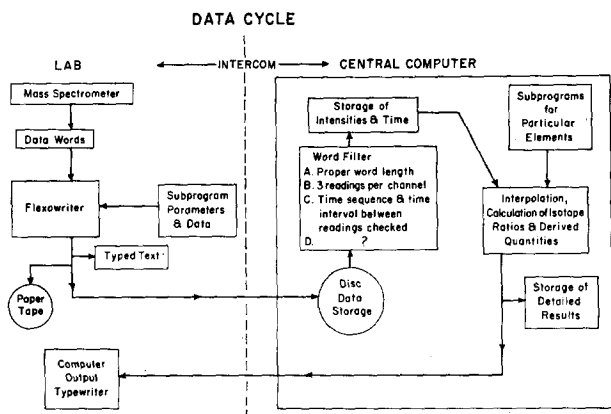 DATA CYCLE
LAB
INTERCOM
CENTRAL COMPUTER
Mass Spectrometer
Data Words
Flexowriter
Subprogram
Parameters
& Data
Typed Text
Paper
Tape
Computer
Output
Typewriter
Storage of
Intensities & Time
Word Filter
A. Proper word length
B. 3 readings per channel
C. Time sequence & time
interval between
readings checked
D. ?
Disc
Data
Storage
Subprograms
for
Particular
Elements
Interpolation,
Calculation of Isotope
Ratios & Derived
Quantities
Storage of
Detailed
Results